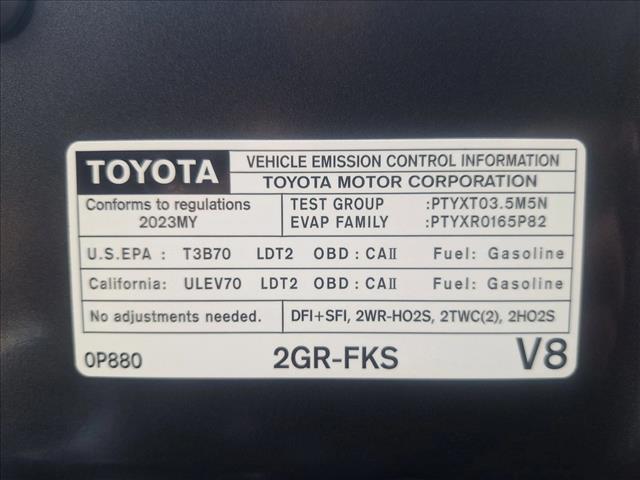 TOYOTA
VEHICLE EMISSION CONTROL INFORMATION
TOYOTA MOTOR CORPORATION
Conforms to regulations
2023MY
TEST GROUP :PTYXT03.5M5N
EVAP FAMILY :PTYXR0165P82
U.S.EPA : T3B70 LDT2 OBD : CAⅡ Fuel: Gasoline
California: ULEV70 LDT2 OBD : CAⅡ Fuel: Gasoline
No adjustments needed.
DFI+SFI, 2WR-HO2S, 2TWC(2), 2HO2S
0P880 2GR-FKS V8